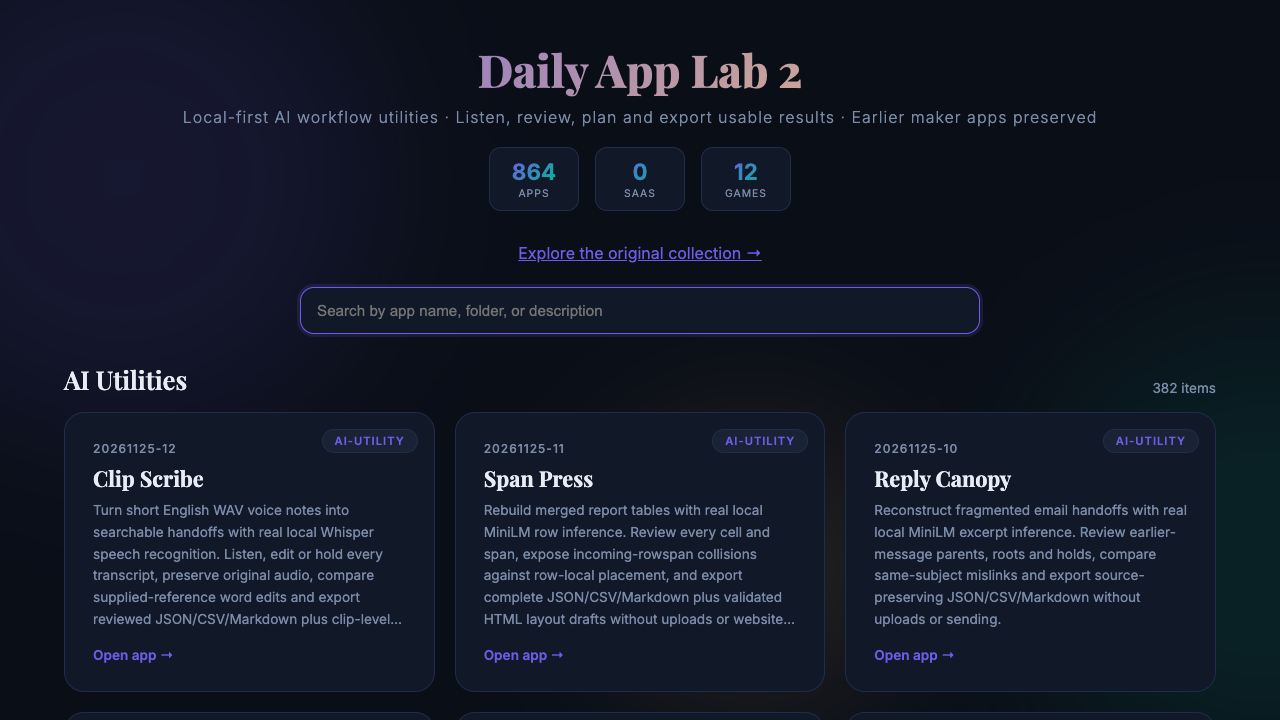 Daily App Lab 2
Local-first AI workflow utilities · Listen, review, plan and export usable results · Earlier maker apps preserved
864
APPS
0
SAAS
12
GAMES
Explore the original collection →
Search by app name, folder, or description
AI Utilities
382 items
20261125-12
AI-UTILITY
Clip Scribe
Turn short English WAV voice notes into
searchable handoffs with real local Whisper
speech recognition. Listen, edit or hold every
transcript, preserve original audio, compare
supplied-reference word edits and export
reviewed JSON/CSV/Markdown plus clip-level...
Open app →
20261125-11
AI-UTILITY
Span Press
Rebuild merged report tables with real local
MiniLM row inference. Review every cell and
span, expose incoming-rowspan collisions
against row-local placement, and export
complete JSON/CSV/Markdown plus validated
HTML layout drafts without uploads or website...
Open app →
20261125-10
AI-UTILITY
Reply Canopy
Reconstruct fragmented email handoffs with real
local MiniLM excerpt inference. Review earlier-
message parents, roots and holds, compare
same-subject mislinks and export source-
preserving JSON/CSV/Markdown without
uploads or sending.
Open app →